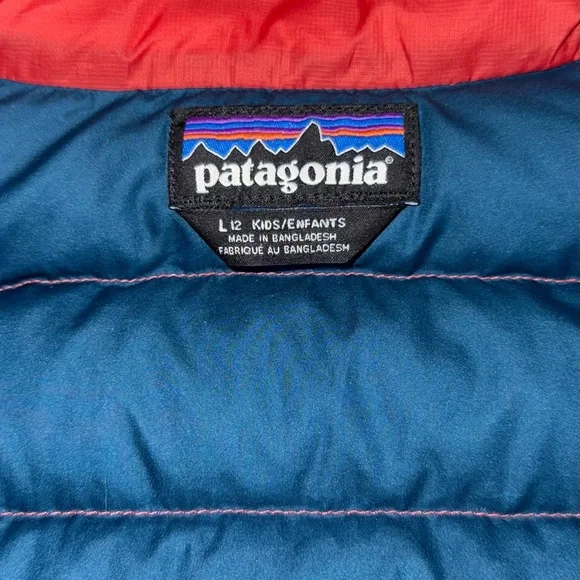 patagonia®
L 12 KIDS/ENFANTS
MADE IN BANGLADESH
FABRIQUÉ AU BANGLADESH